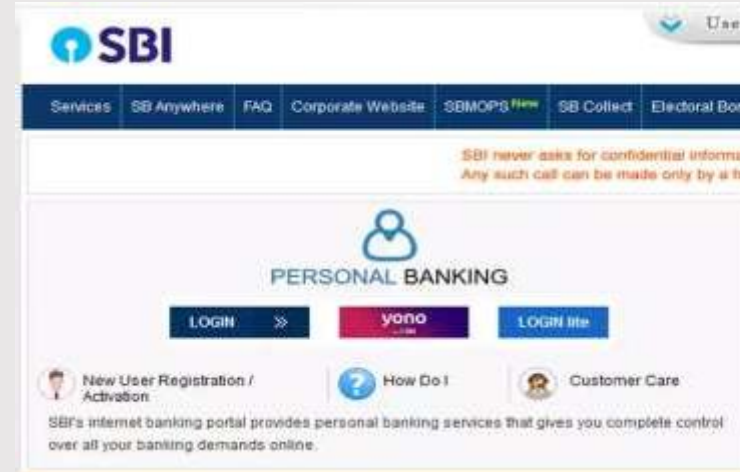 SBI
Services SB Anywhere FAQ Corporate Website SBMOPS New SB Collect Electoral
SBI never asks for confidential
Any such call can be made only by a
PERSONAL BANKING
LOGIN » yono LOGIN lite
New User Registration /
Activation
How Do I
Customer Care
SBI's internet banking portal provides personal banking services that gives you complete control
over all your banking demands online.